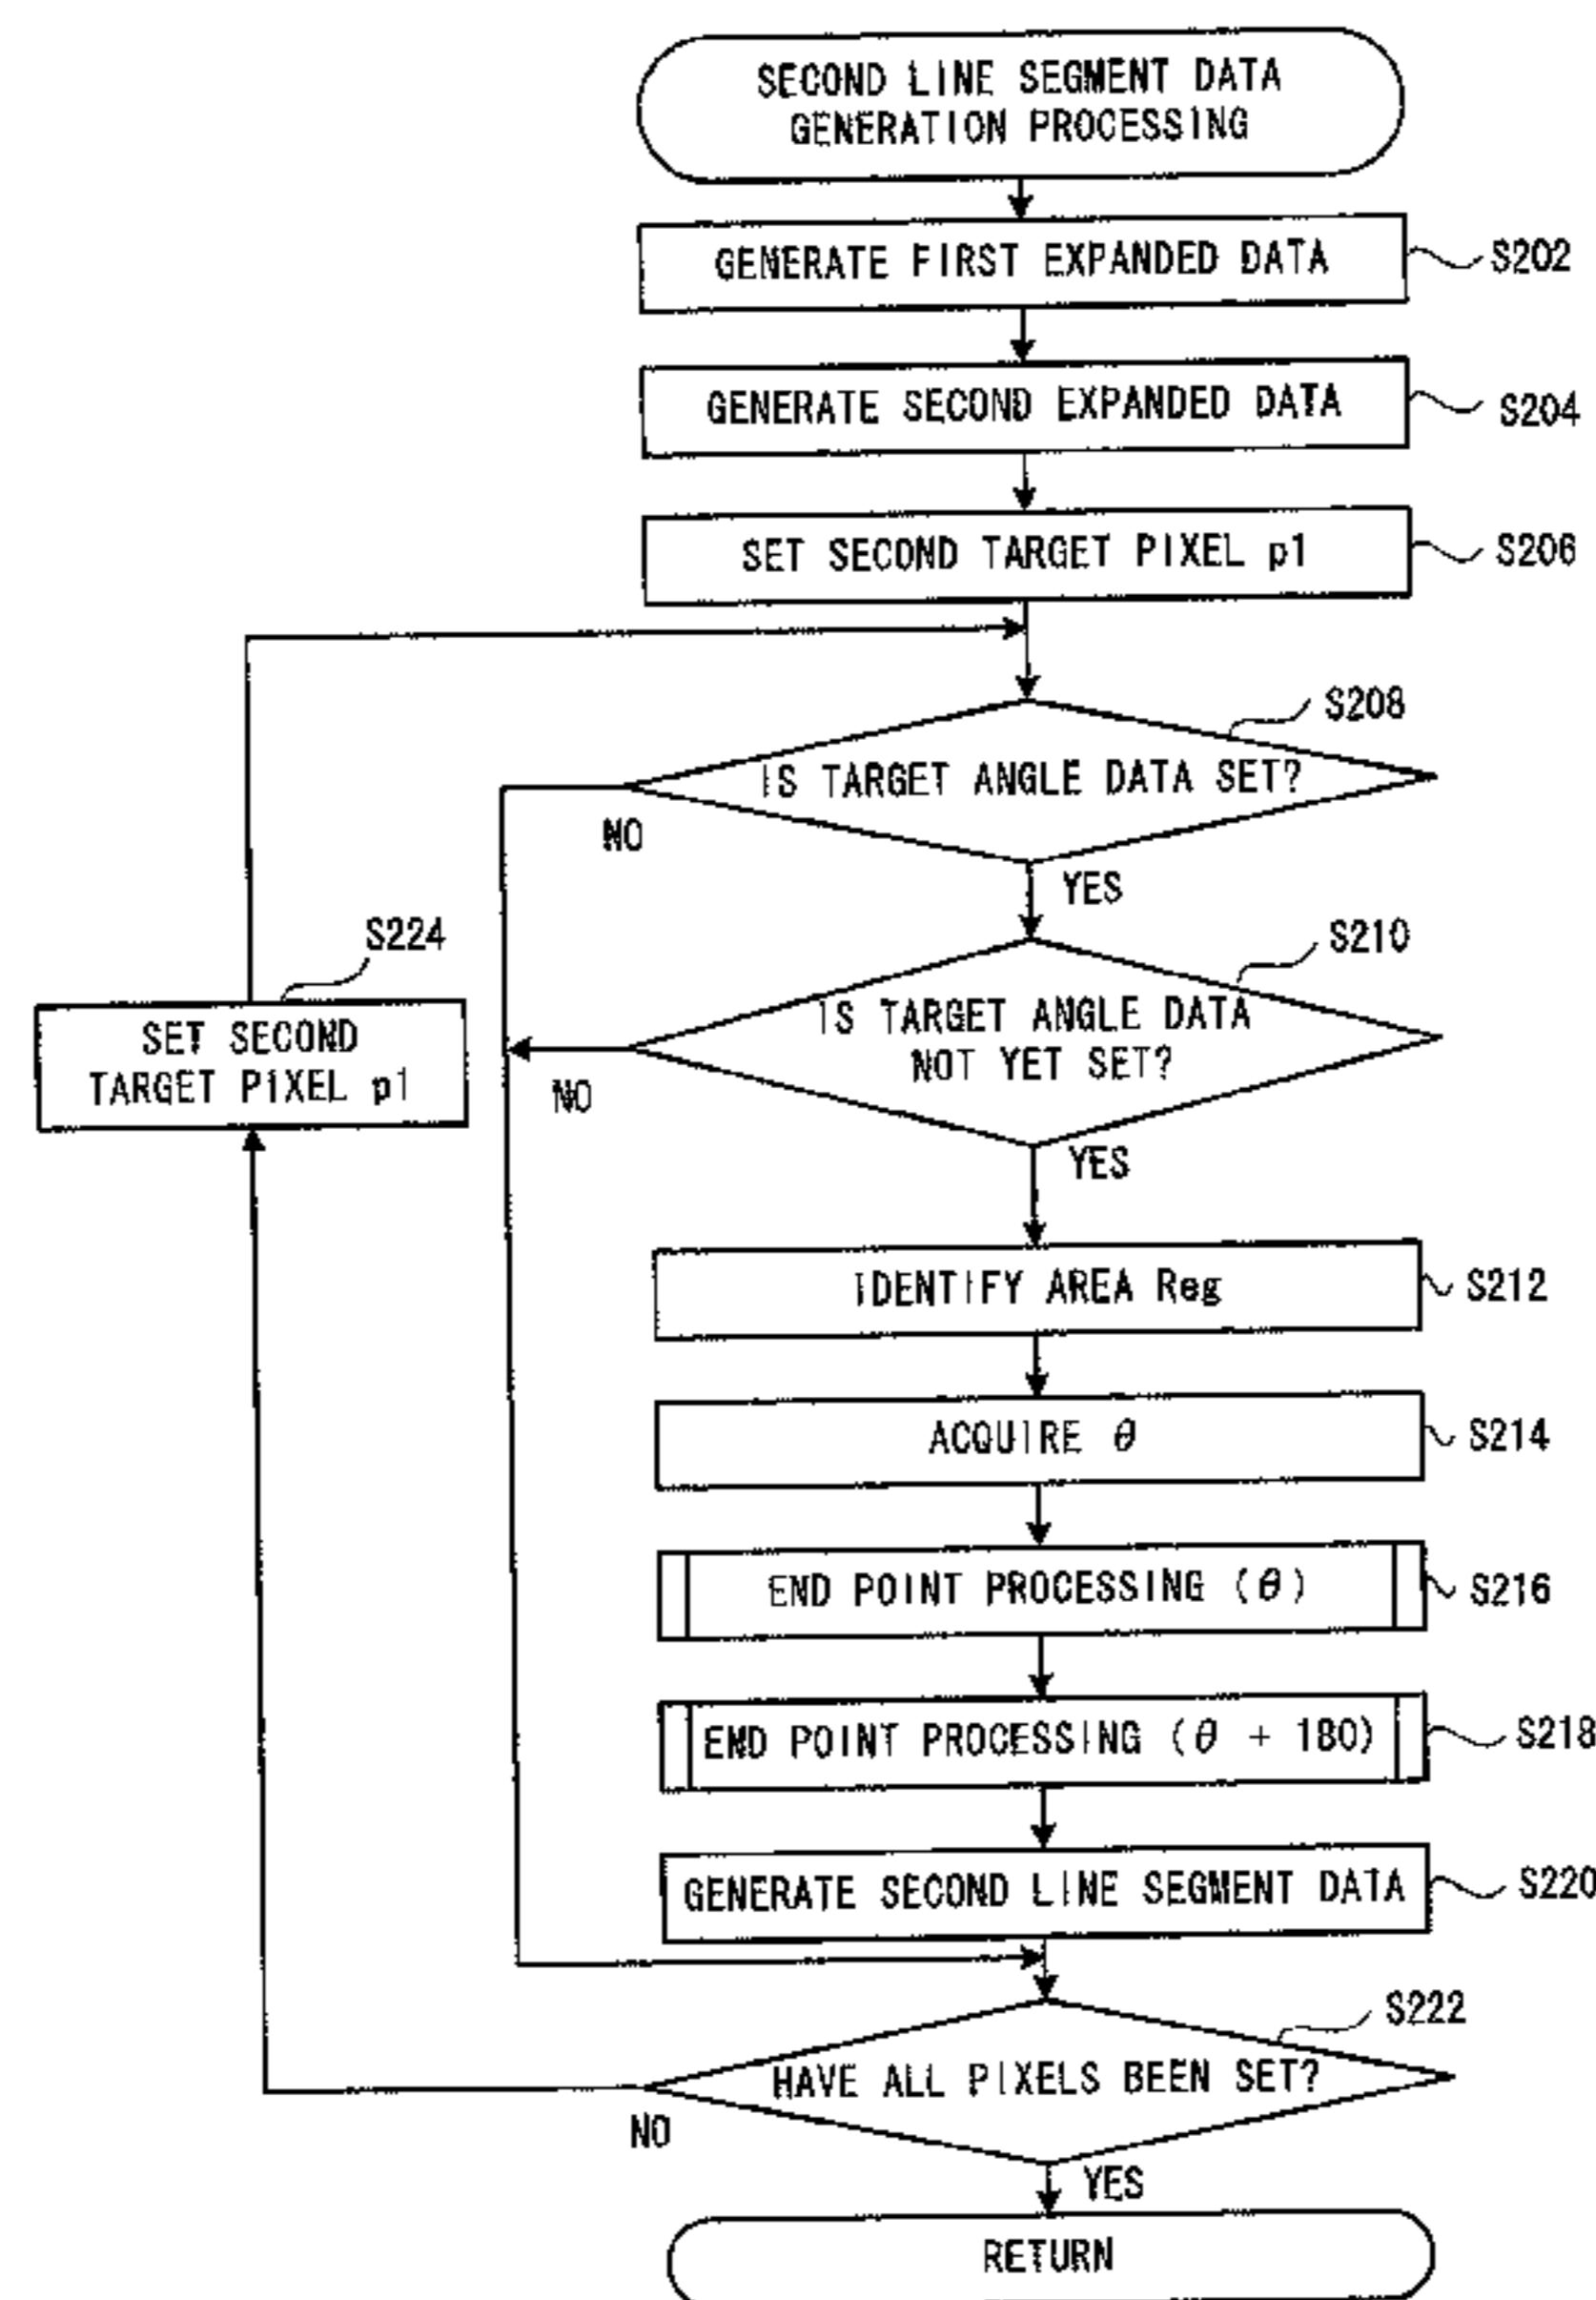 SECOND LINE SEGMENT DATA
GENERATION PROCESSING
GENERATE FIRST EXPANDED DATA
S202
GENERATE SECOND EXPANDED DATA
S204
SET SECOND TARGET PIXEL p1
S206
S208
IS TARGET ANGLE DATA SET?
NO
YES
S224
S210
SET SECOND
TARGET PIXEL p1
IS TARGET ANGLE DATA
NOT YET SET?
NO
YES
IDENTIFY AREA Reg
S212
ACQUIRE θ
S214
END POINT PROCESSING (θ)
S216
END POINT PROCESSING (θ + 180)
S218
GENERATE SECOND LINE SEGMENT DATA
S220
S222
HAVE ALL PIXELS BEEN SET?
NO
YES
RETURN